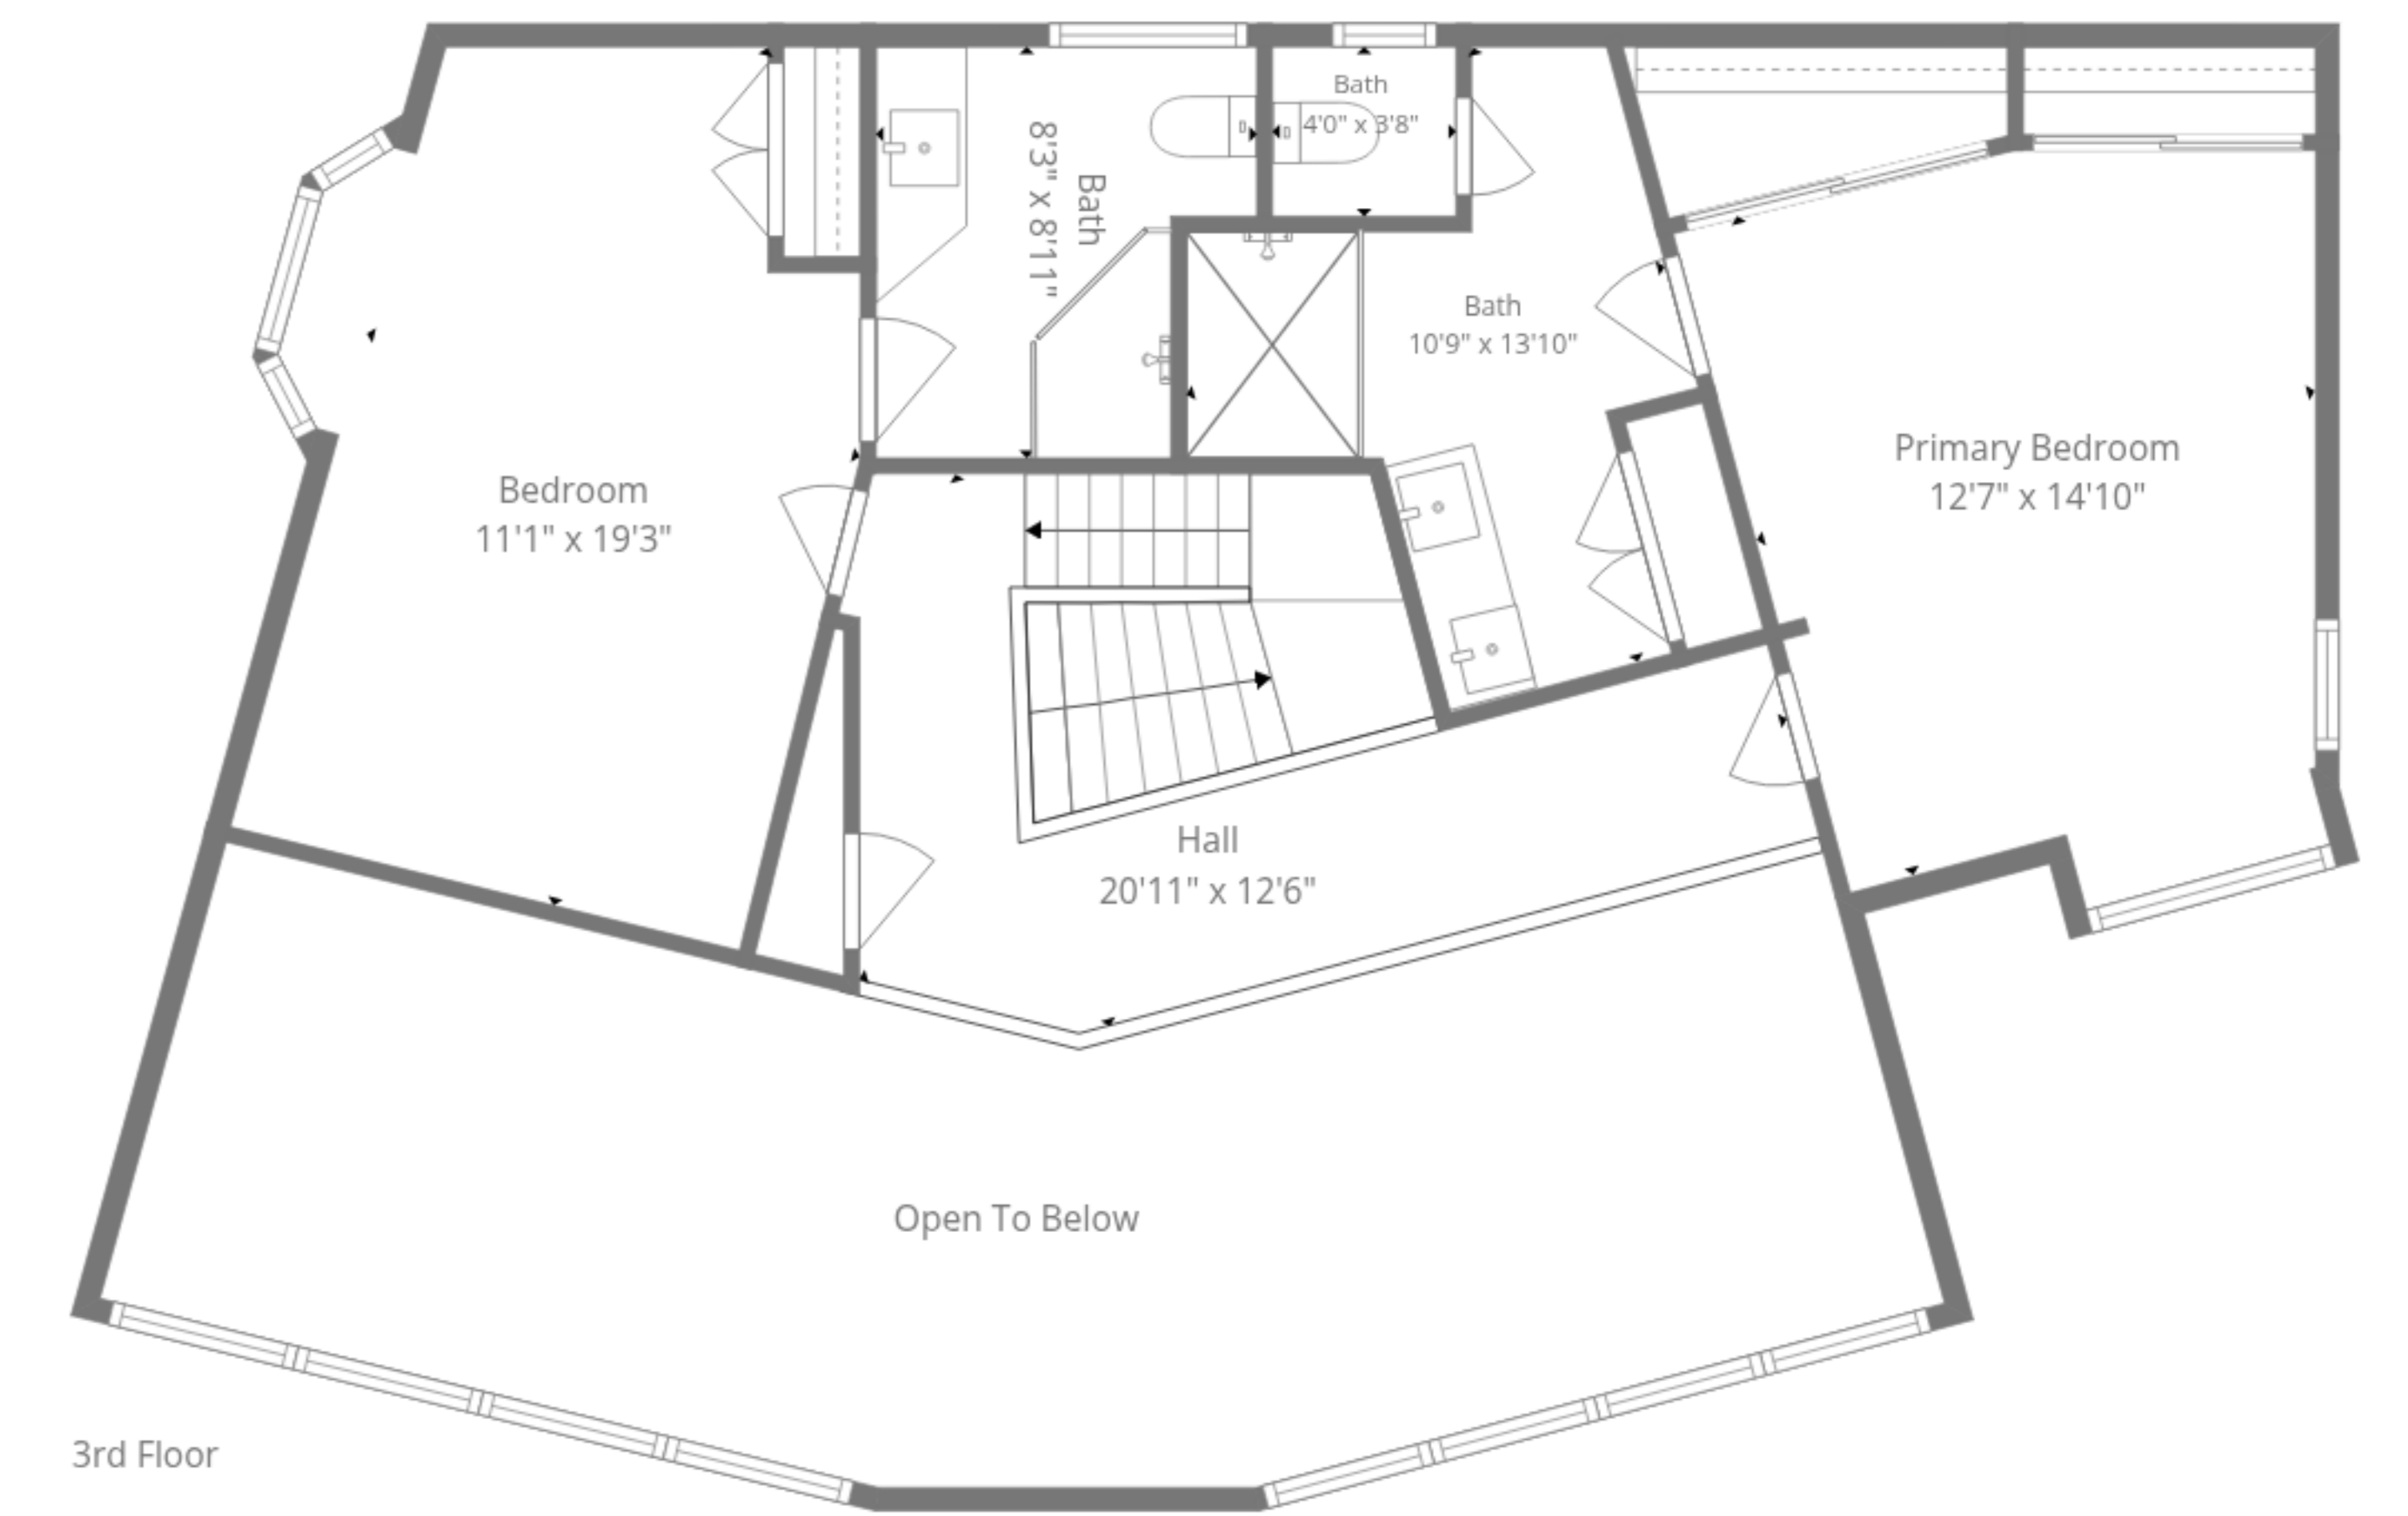 Bath
4'0" x 3'8"
Bath
8'3" x 8'11"
Bath
10'9" x 13'10"
Primary Bedroom
12'7" x 14'10"
Bedroom
11'1" x 19'3"
Hall
20'11" x 12'6"
Open To Below
3rd Floor